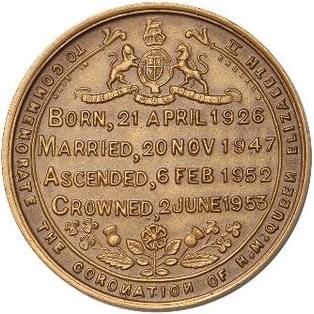 BORN, 21 APRIL 1926
MARRIED, 20 NOV 1947
ASCENDED, 6 FEB 1952
CROWNED, 2 JUNE 1953
TO COMMEMORATE THE CORONATION OF H.M. QUEEN ELIZABETH II